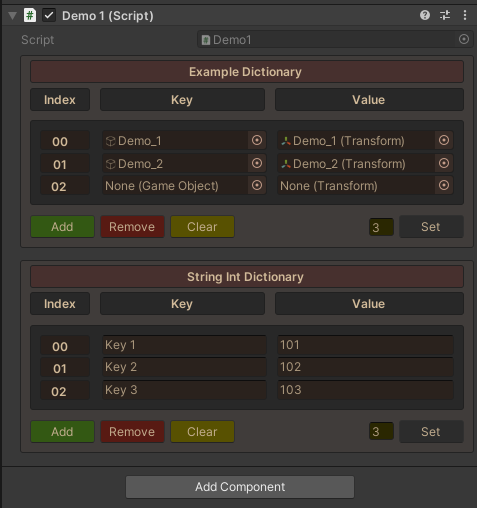 Demo 1 (Script)
Script Demo1
Example Dictionary
Index Key Value
00 Demo_1 Demo_1 (Transform)
01 Demo_2 Demo_2 (Transform)
02 None (Game Object) None (Transform)
Add Remove Clear 3 Set
String Int Dictionary
Index Key Value
00 Key 1 101
01 Key 2 102
02 Key 3 103
Add Remove Clear 3 Set
Add Component